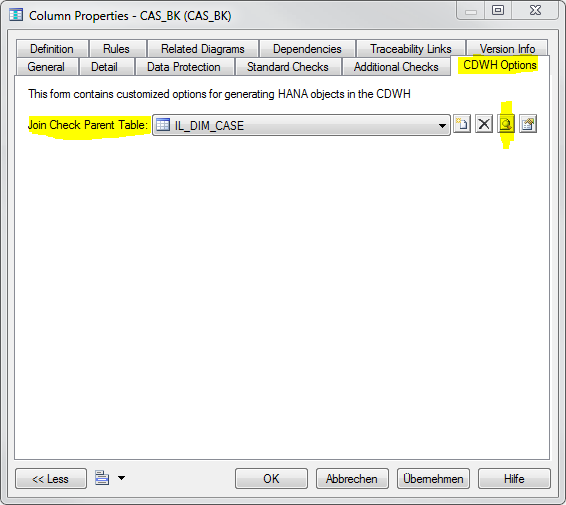 Column Properties - CAS_BK (CAS_BK)
Definition Rules Related Diagrams Dependencies Traceability Links Version Info
General Detail Data Protection Standard Checks Additional Checks CDWH Options
This form contains customized options for generating HANA objects in the CDWH
Join Check Parent Table: IL_DIM_CASE
<< Less OK Abbrechen Übernehmen Hilfe